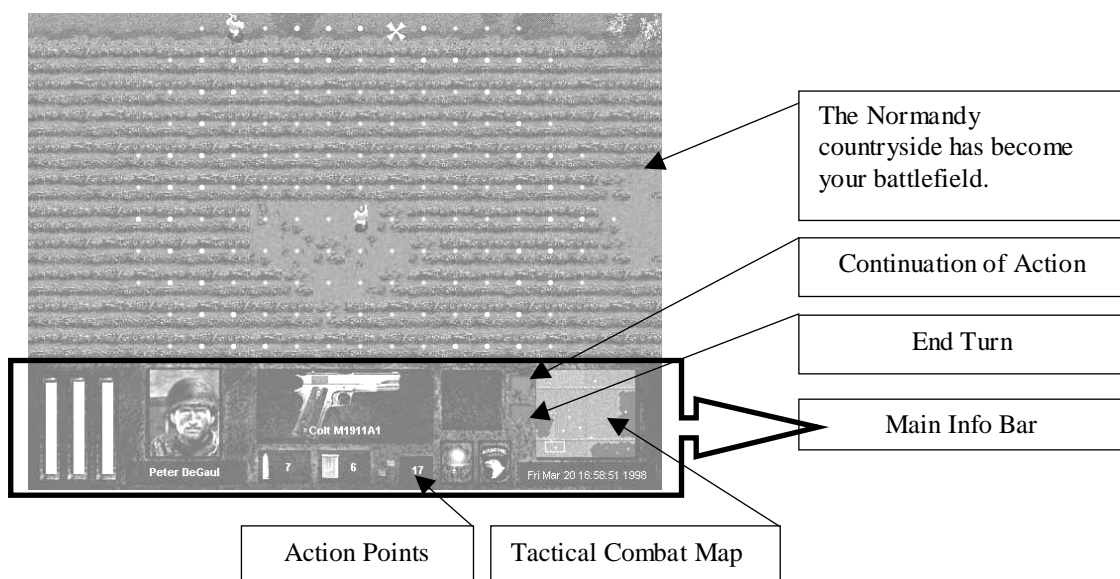 The Normandy
countryside has become
your battlefield.
Continuation of Action
End Turn
Main Info Bar
Colt M1911A1
Peter DeGaul
7
6
17
Fri Mar 20 16:58:51 1998
Action Points
Tactical Combat Map